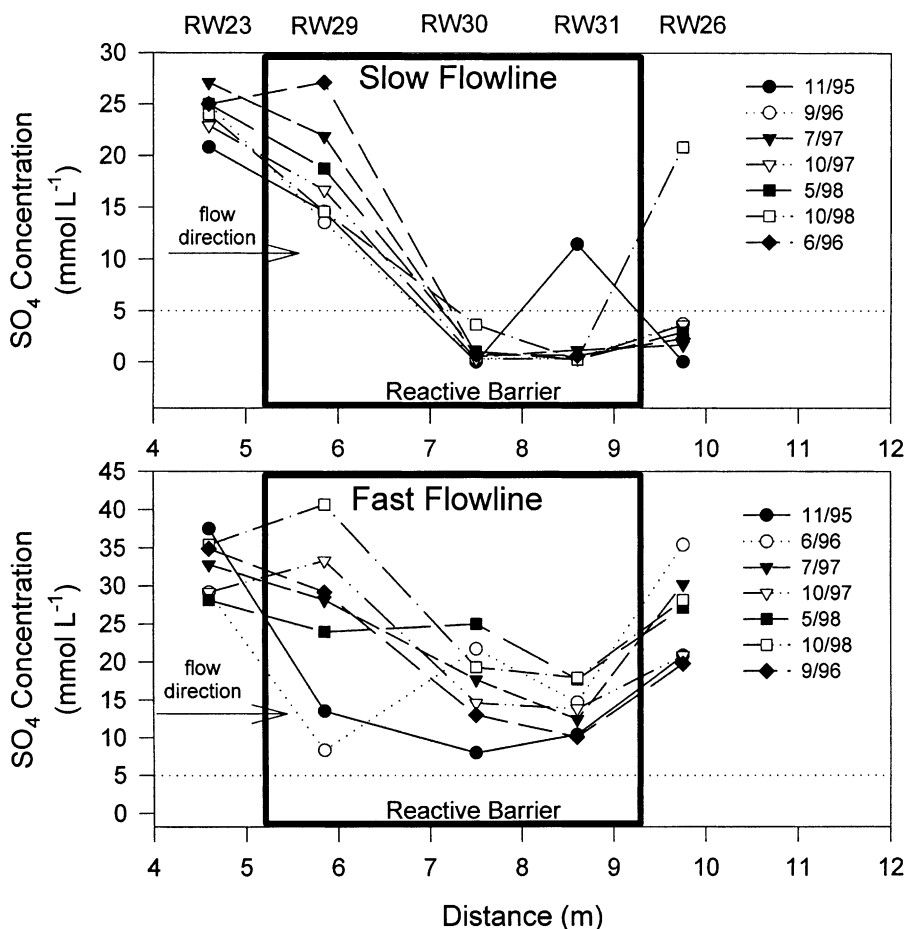 RW23 RW29 RW30 RW31 RW26
Slow Flowline
30
25
20
15
10
5
0
SO₄ Concentration
(mmol L⁻¹)
flow
direction
Reactive Barrier
11/95
9/96
7/97
10/97
5/98
10/98
6/96
4 5 6 7 8 9 10 11 12
Fast Flowline
45
40
35
30
25
20
15
10
5
0
SO₄ Concentration
(mmol L⁻¹)
flow
direction
Reactive Barrier
11/95
6/96
7/97
10/97
5/98
10/98
9/96
4 5 6 7 8 9 10 11 12
Distance (m)